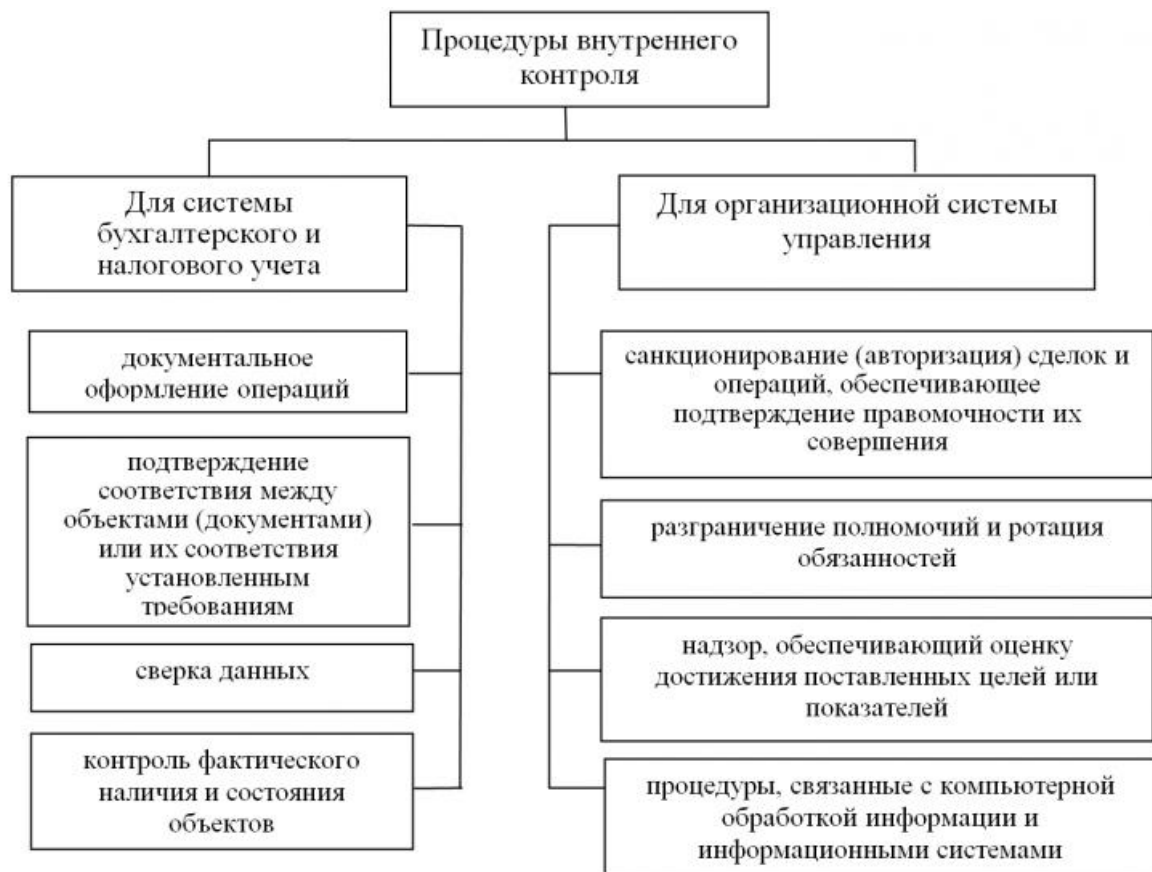 Процедуры внутреннего
контроля
Для системы
бухгалтерского и
налогового учета
документальное
оформление операций
подтверждение
соответствия между
объектами (документами)
или их соответствия
установленным
требованиям
сверка данных
контроль фактического
наличия и состояния
объектов
Для организационной системы
управления
санкционирование (авторизация) сделок и
операций, обеспечивающее
подтверждение правомочности их
совершения
разграничение полномочий и ротация
обязанностей
надзор, обеспечивающий оценку
достижения поставленных целей или
показателей
процедуры, связанные с компьютерной
обработкой информации и
информационными системами